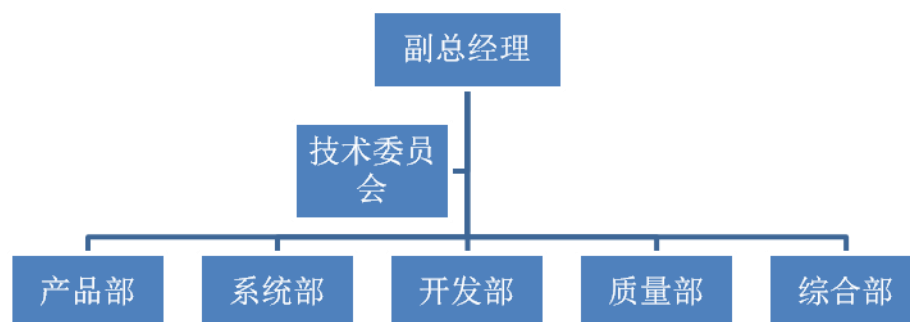 副总经理
技术委员
会
产品部
系统部
开发部
质量部
综合部